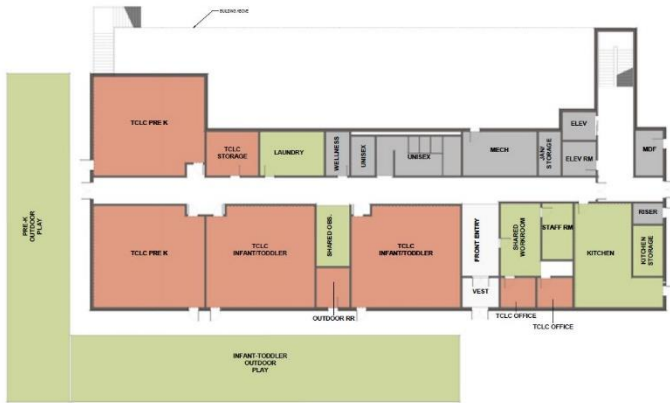 BUILDING ABOVE
TCLC PRE K
TCLC
STORAGE
LAUNDRY
WELLNESS
UNISEX
UNISEX
MECH
JAN/
STORAGE
ELEV
ELEV RM
MDF
PRE-K
OUTDOOR
PLAY
TCLC PRE K
TCLC
INFANT/TODDLER
SHARED OBS.
TCLC
INFANT/TODDLER
FRONT ENTRY
SHARED
WORKROOM
STAFF RM
KITCHEN
RISER
KITCHEN
STORAGE
VEST
OUTDOOR RR
TCLC OFFICE
TCLC OFFICE
INFANT-TODDLER
OUTDOOR
PLAY